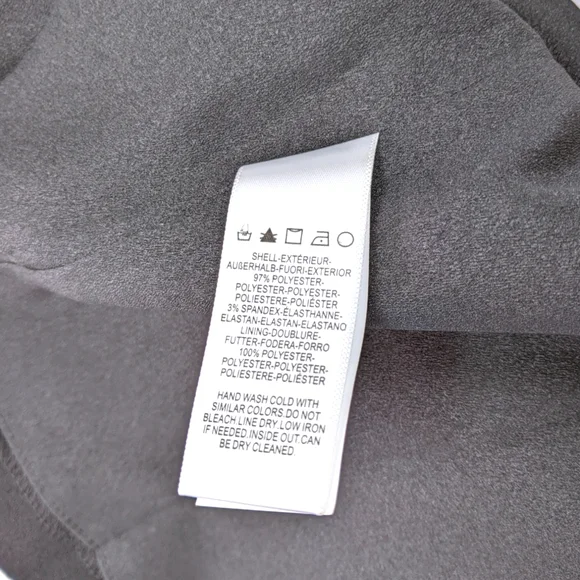 SHELL-EXTÉRIEUR-
AUßERHALB-FUORI-EXTERIOR
97% POLYESTER-
POLYESTER-POLYESTER-
POLIESTERE-POLIÉSTER
3% SPANDEX-ÉLASTHANNE-
ELASTAN-ELASTAN-ELASTANO
LINING-DOUBLURE-
FUTTER-FODERA-FORRO
100% POLYESTER-
POLYESTER-POLYESTER-
POLIESTERE-POLIÉSTER
HAND WASH COLD WITH
SIMILAR COLORS.DO NOT
BLEACH.LINE DRY.LOW IRON
IF NEEDED.INSIDE OUT.CAN
BE DRY CLEANED.